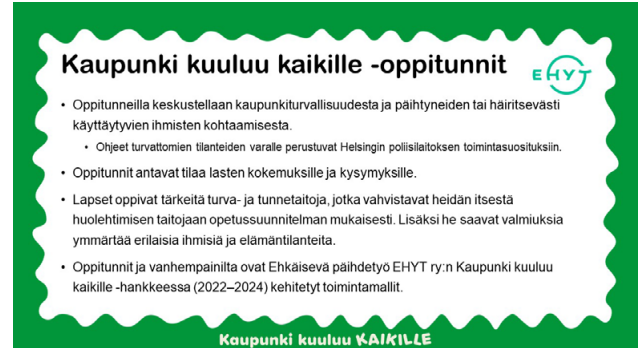 Kaupunki kuuluu kaikille -oppitunnit
EHYT
• Oppitunneilla keskustellaan kaupunkiturvallisuudesta ja päihtyneiden tai häiritsevästi
käyttäytyvien ihmisten kohtaamisesta.
• Ohjeet turvattomien tilanteiden varalle perustuvat Helsingin poliisilaitoksen toimintasuosituksiin.
• Oppitunnit antavat tilaa lasten kokemuksille ja kysymyksille.
• Lapset oppivat tärkeitä turva- ja tunnetaitoja, jotka vahvistavat heidän itsestä
huolehtimisen taitojaan opetussuunnitelman mukaisesti. Lisäksi he saavat valmiuksia
ymmärtää erilaisia ihmisiä ja elämäntilanteita.
• Oppitunnit ja vanhempainilta ovat Ehkäisevä päihdetyö EHYT ry:n Kaupunki kuuluu
kaikille -hankkeessa (2022–2024) kehitetyt toimintamallit.
Kaupunki kuuluu KAIKILLE